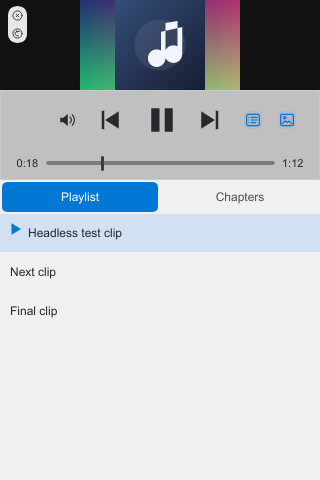 0:18
1:12
Playlist
Chapters
Headless test clip
Next clip
Final clip